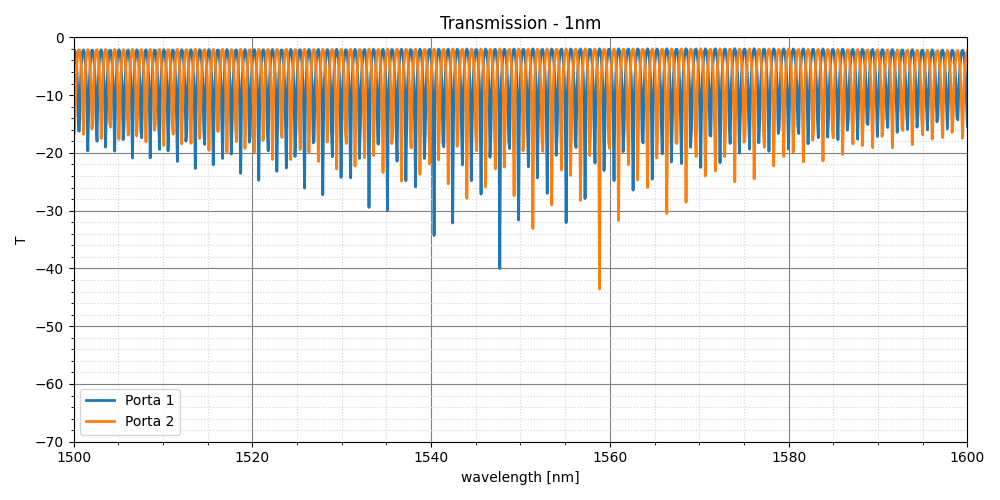 Transmission - 1nm
T
0
−10
−20
−30
−40
−50
−60
−70
Porta 1
Porta 2
1500 1520 1540 1560 1580 1600
wavelength [nm]